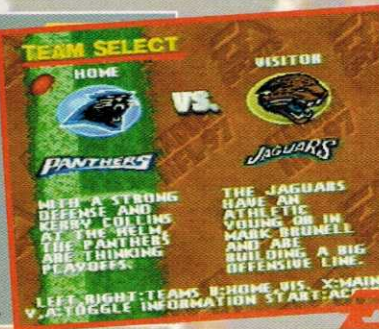 TEAM SELECT
HOME
VISITOR
VS.
PANTHERS
JAGUARS
WITH A STRONG
DEFENSE AND
KERRY COLLINS
AT THE HELM,
THE PANTHERS
ARE THINKING
PLAYOFFS.
THE JAGUARS
HAVE AN
ATHLETIC
YOUNG QB IN
MARK BRUNELL
AND ARE
BUILDING A BIG
OFFENSIVE LINE.
LEFT,RIGHT:TEAMS B:HOME,VIS. X:MAIN
Y,A:TOGGLE INFORMATION START: